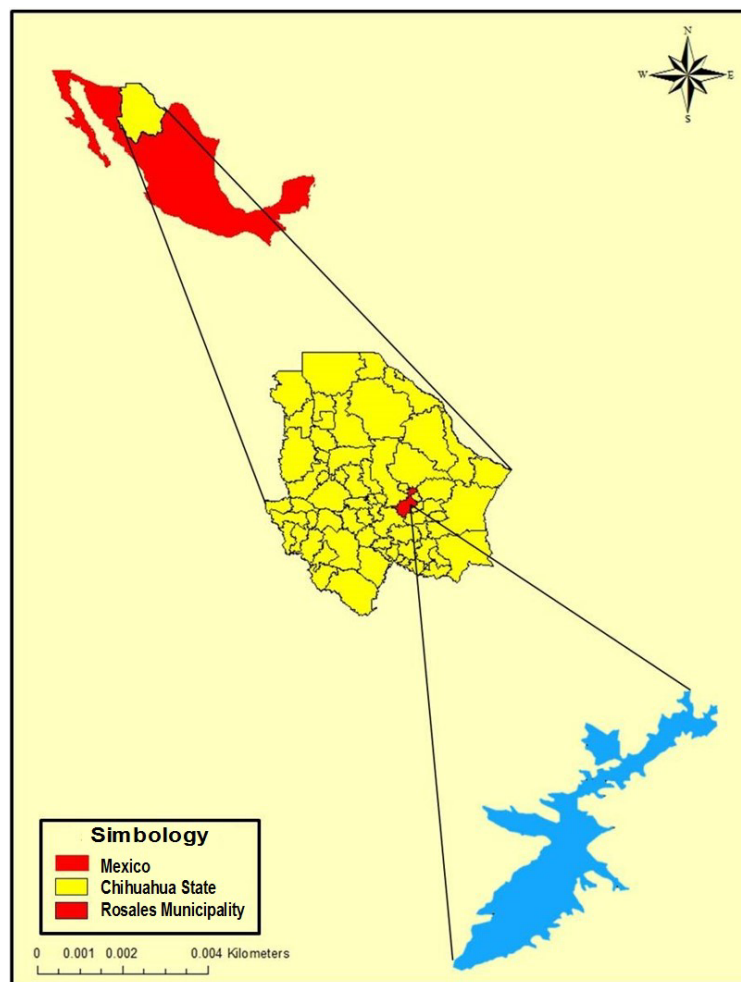 N
W E
S
Simbology
Mexico
Chihuahua State
Rosales Municipality
0 0.001 0.002 0.004 Kilometers